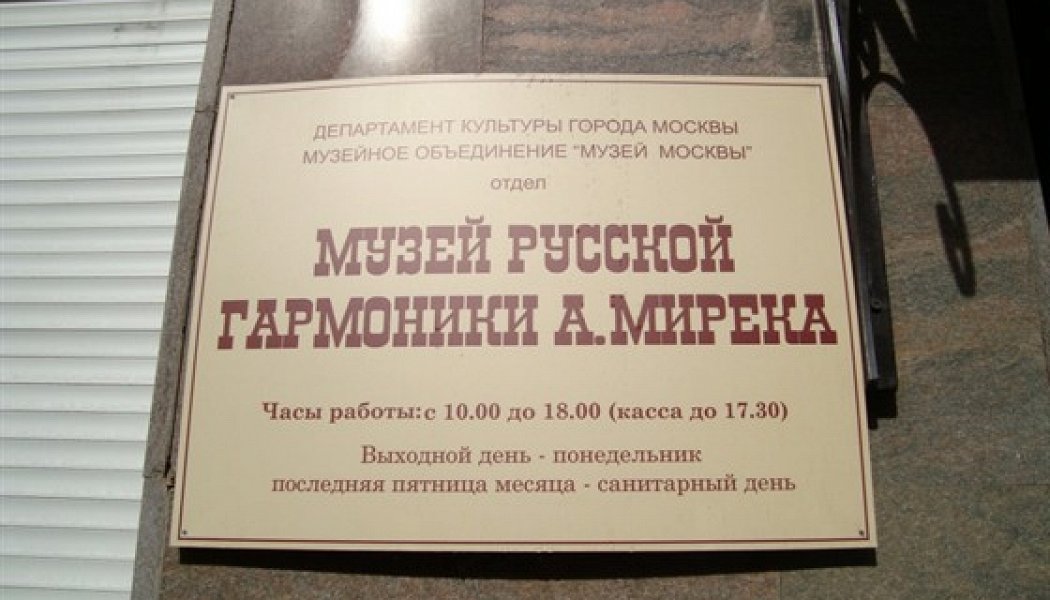 ДЕПАРТАМЕНТ КУЛЬТУРЫ ГОРОДА МОСКВЫ
МУЗЕЙНОЕ ОБЪЕДИНЕНИЕ "МУЗЕЙ МОСКВЫ"
отдел
МУЗЕЙ РУССКОЙ
ГАРМОНИКИ А.МИРЕКА
Часы работы:с 10.00 до 18.00 (касса до 17.30)
Выходной день - понедельник
последняя пятница месяца - санитарный день